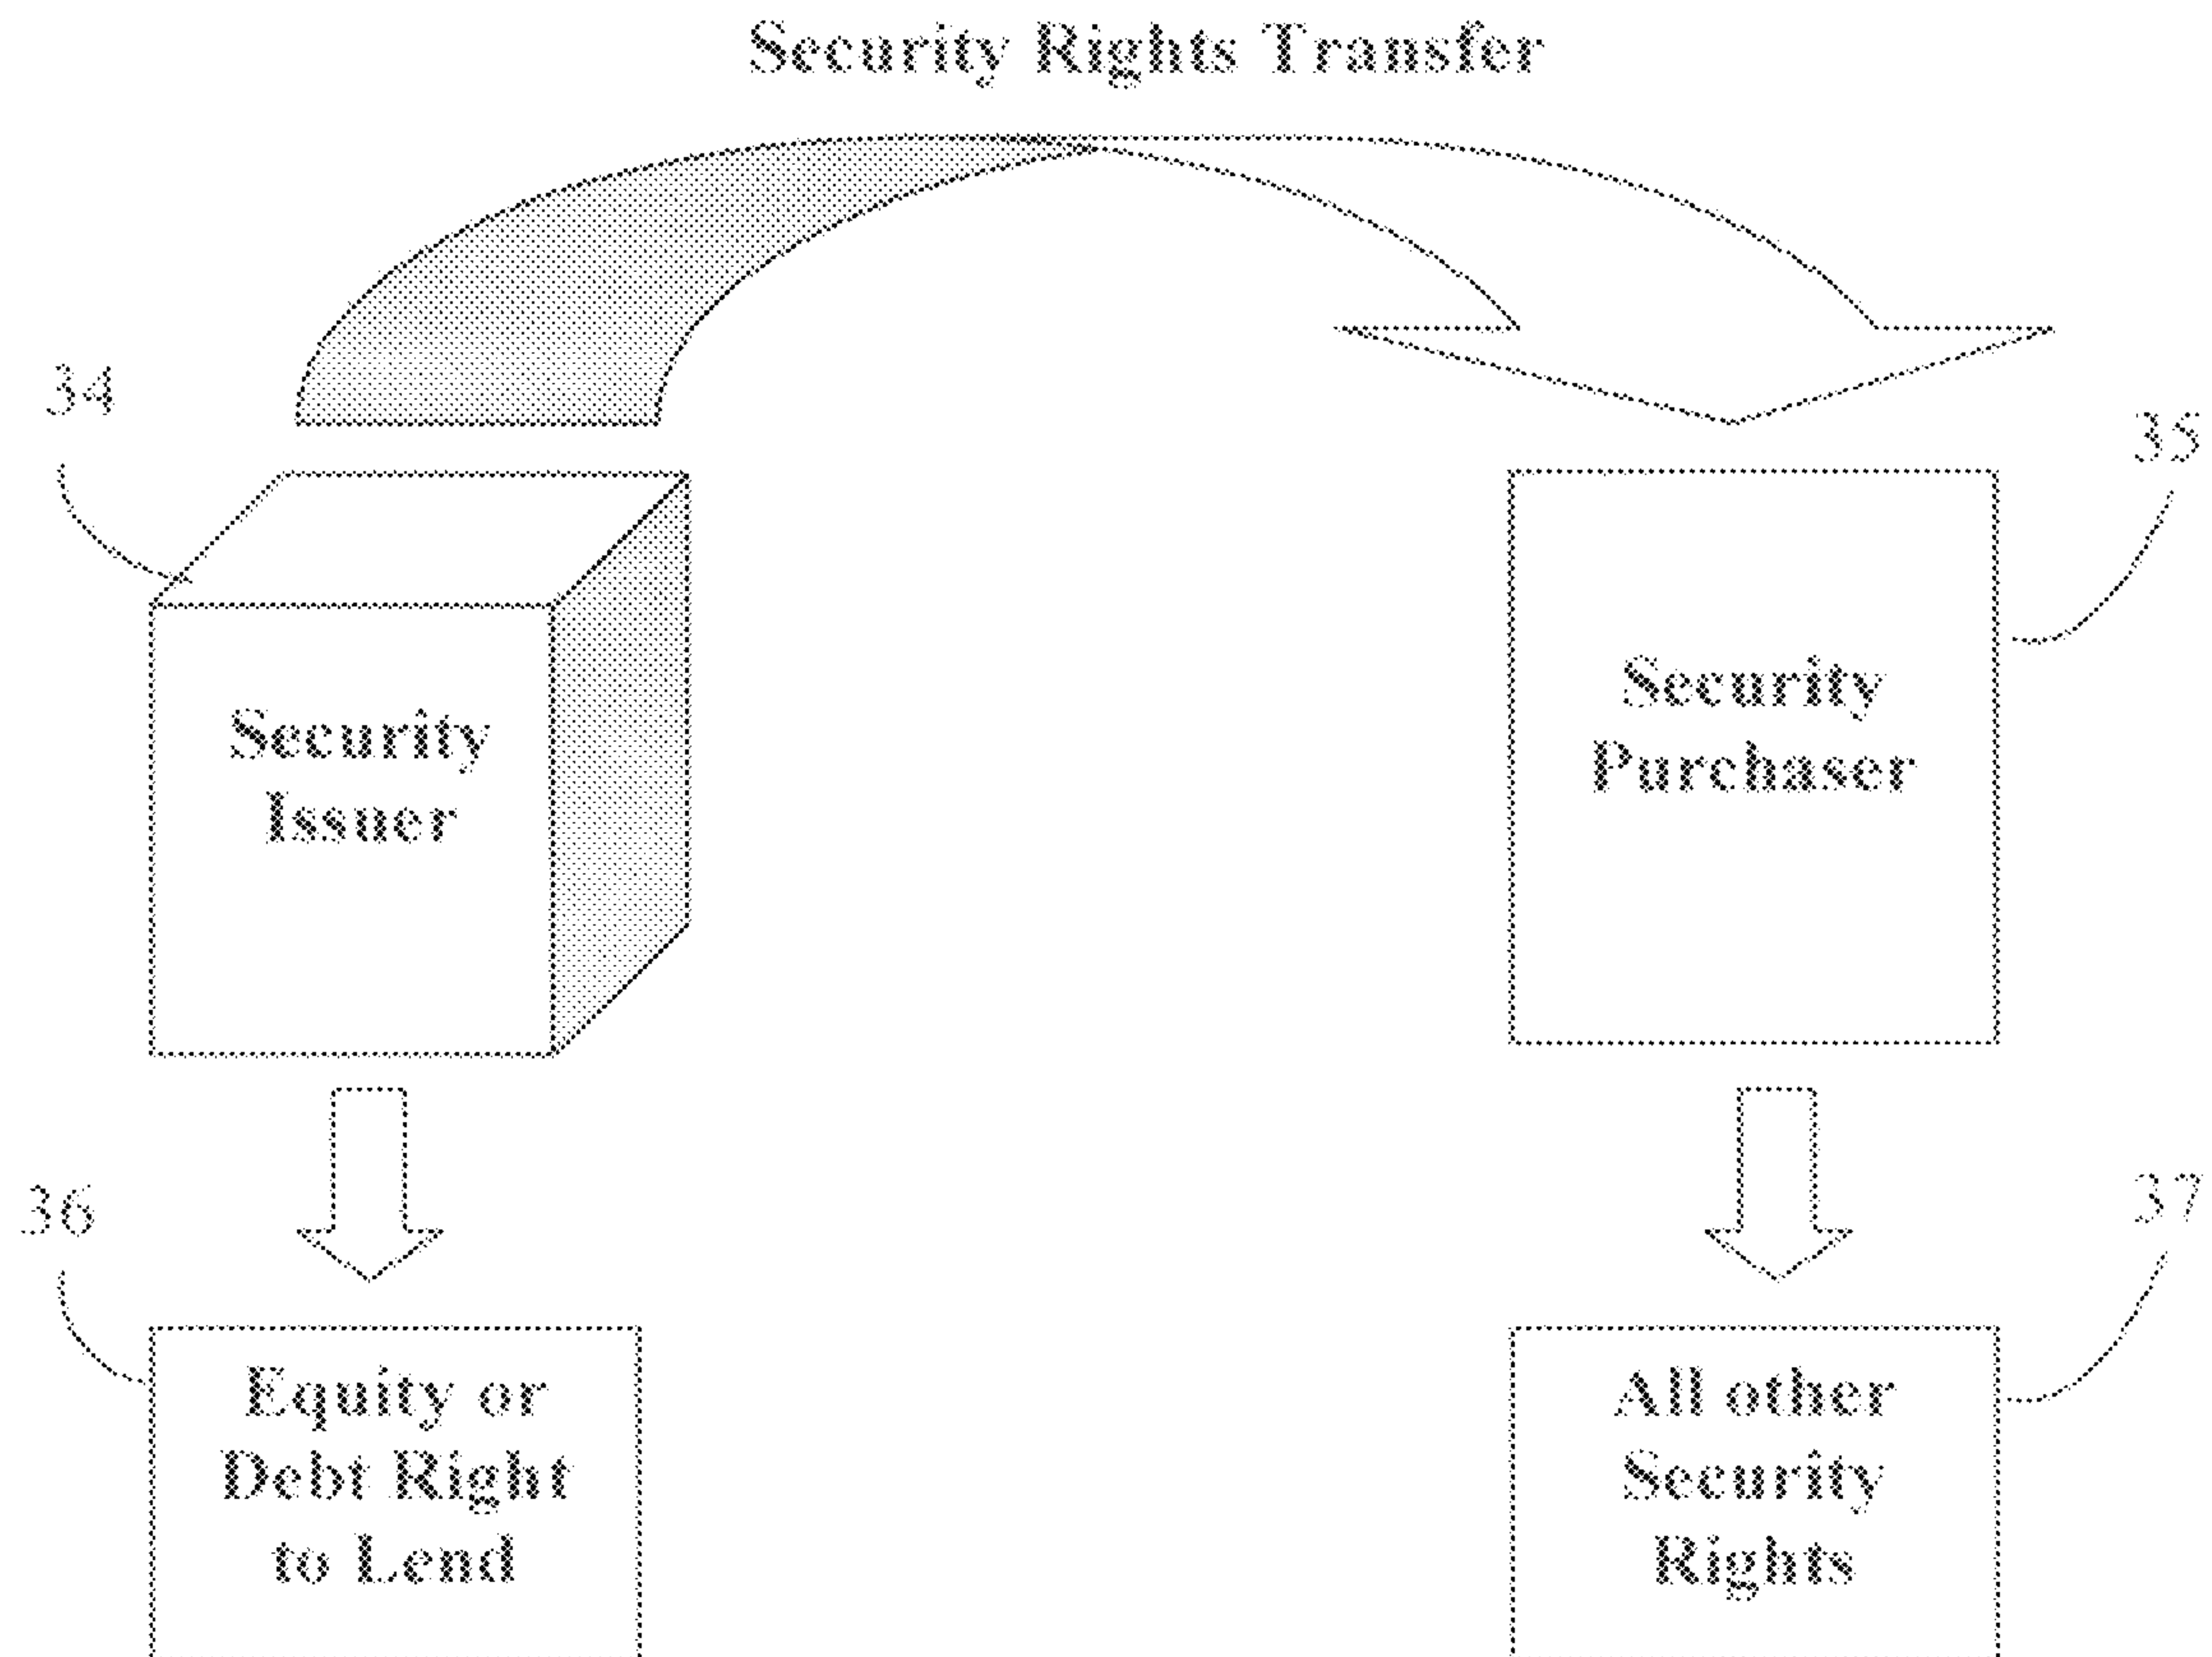 Security Rights Transfer
34
35
Security
Issuer
Security
Purchaser
36
37
Equity or
Debt Right
to Lend
All other
Security
Rights